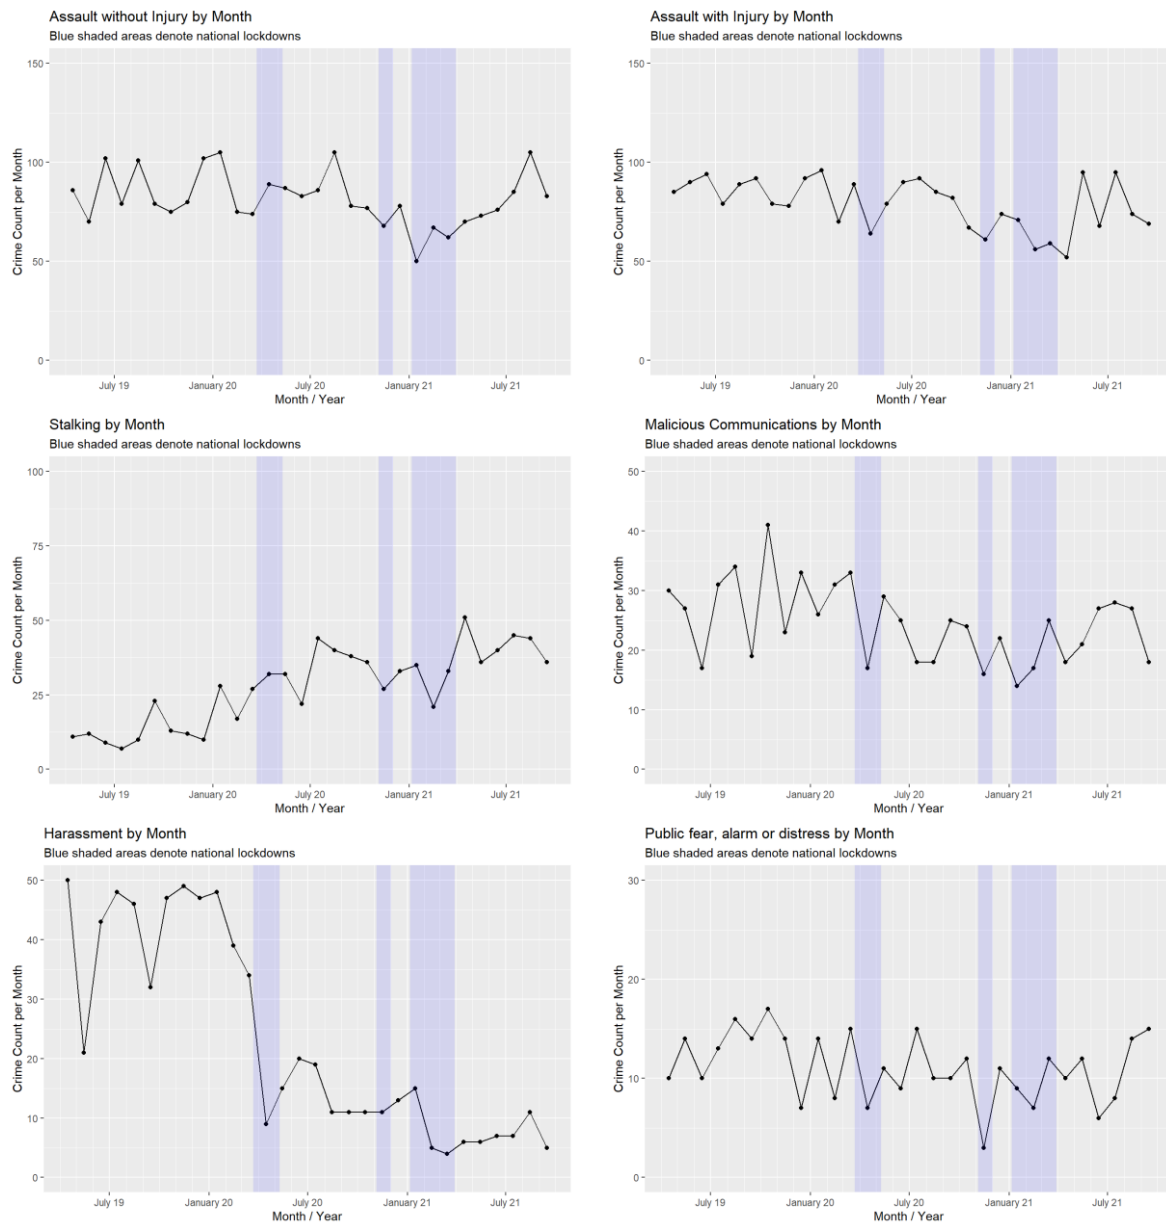 Assault without Injury by Month
Blue shaded areas denote national lockdowns
150
100
50
0
Crime Count per Month
July 19 January 20 July 20 January 21 July 21
Month / Year
Assault with Injury by Month
Blue shaded areas denote national lockdowns
150
100
50
0
Crime Count per Month
July 19 January 20 July 20 January 21 July 21
Month / Year
Stalking by Month
Blue shaded areas denote national lockdowns
100
75
50
25
0
Crime Count per Month
July 19 January 20 July 20 January 21 July 21
Month / Year
Malicious Communications by Month
Blue shaded areas denote national lockdowns
50
40
30
20
10
0
Crime Count per Month
July 19 January 20 July 20 January 21 July 21
Month / Year
Harassment by Month
Blue shaded areas denote national lockdowns
50
40
30
20
10
0
Crime Count per Month
July 19 January 20 July 20 January 21 July 21
Month / Year
Public fear, alarm or distress by Month
Blue shaded areas denote national lockdowns
30
20
10
0
Crime Count per Month
July 19 January 20 July 20 January 21 July 21
Month / Year